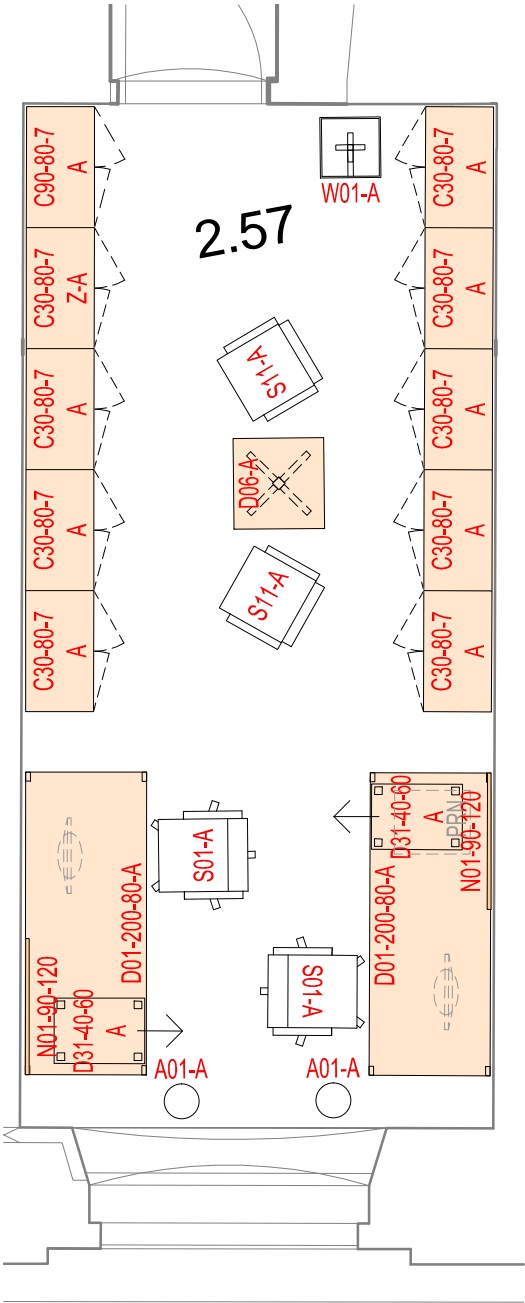 W01-A
2.57
C90-80-7
A
C30-80-7
Z-A
C30-80-7
A
C30-80-7
A
C30-80-7
A
C30-80-7
A
C30-80-7
A
C30-80-7
A
C30-80-7
A
C30-80-7
A
S11-A
D06-A
S11-A
S01-A
D01-200-80-A
N01-90-120
D31-40-60
A
D31-40-60
A
PRN
N01-90-120
D01-200-80-A
S01-A
A01-A
A01-A